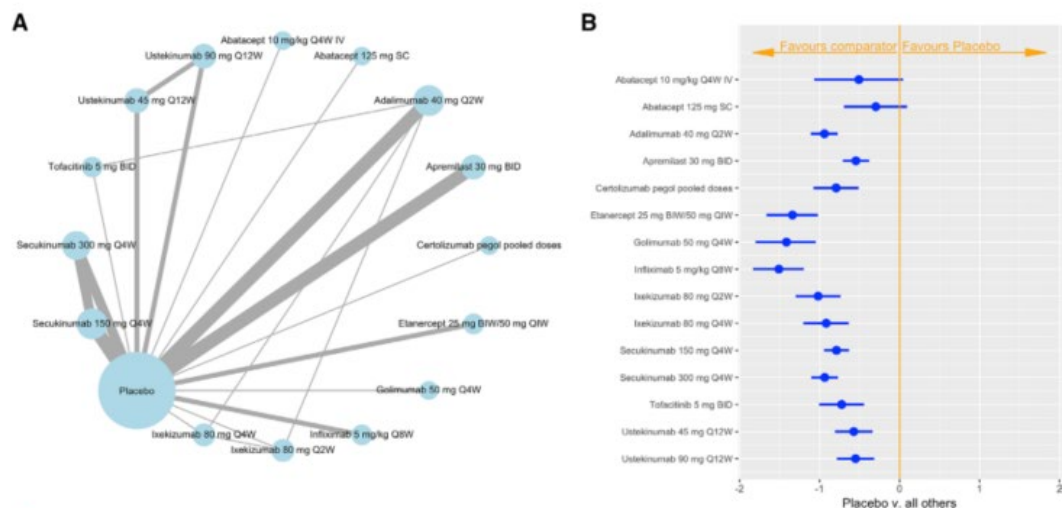 A
Abatacept 10 mg/kg Q4W IV
Ustekinumab 90 mg Q12W
Abatacept 125 mg SC
Ustekinumab 45 mg Q12W
Adalimumab 40 mg Q2W
Tofacitinib 5 mg BID
Apremilast 30 mg BID
Secukinumab 300 mg Q4W
Certolizumab pegol pooled doses
Secukinumab 150 mg Q4W
Etanercept 25 mg BIW/50 mg QIW
Placebo
Golimumab 50 mg Q4W
Ixekizumab 80 mg Q4W
Infliximab 5 mg/kg Q8W
Ixekizumab 80 mg Q2W
B
Favours comparator Favours Placebo
Abatacept 10 mg/kg Q4W IV
Abatacept 125 mg SC
Adalimumab 40 mg Q2W
Apremilast 30 mg BID
Certolizumab pegol pooled doses
Etanercept 25 mg BIW/50 mg QIW
Golimumab 50 mg Q4W
Infliximab 5 mg/kg Q8W
Ixekizumab 80 mg Q2W
Ixekizumab 80 mg Q4W
Secukinumab 150 mg Q4W
Secukinumab 300 mg Q4W
Tofacitinib 5 mg BID
Ustekinumab 45 mg Q12W
Ustekinumab 90 mg Q12W
-2 -1 0 1 2
Placebo v. all others